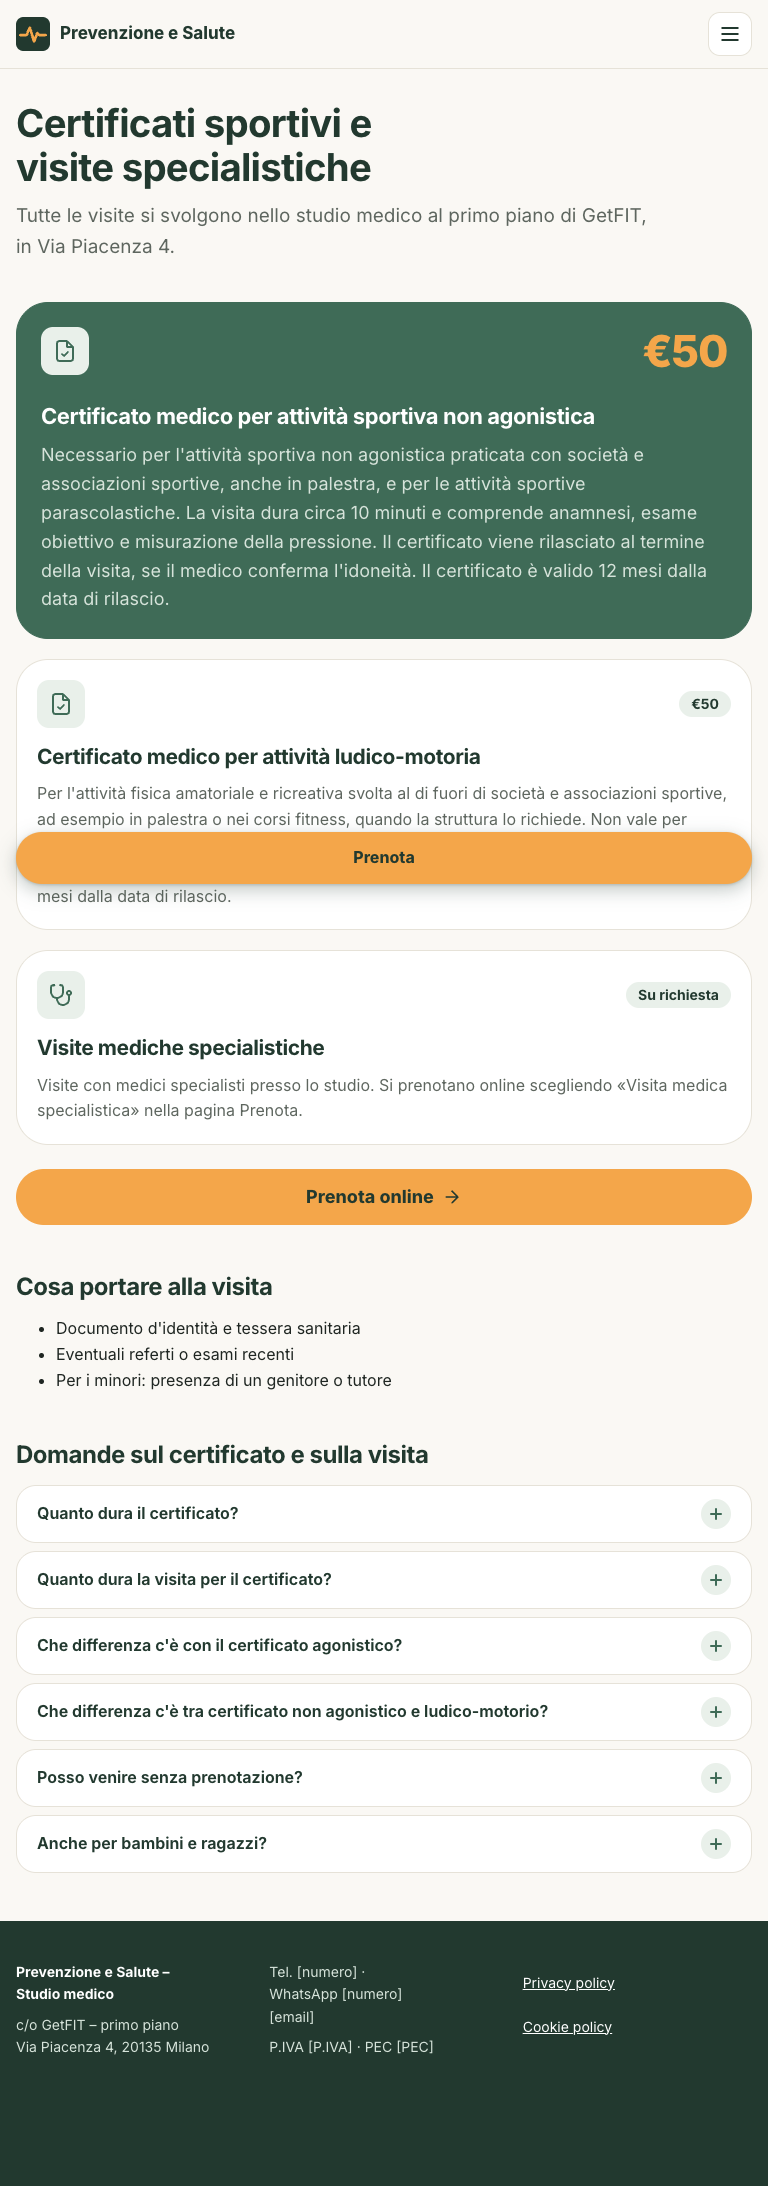 Prevenzione e Salute
Certificati sportivi e
visite specialistiche
Tutte le visite si svolgono nello studio medico al primo piano di GetFIT,
in Via Piacenza 4.
€50
Certificato medico per attività sportiva non agonistica
Necessario per l'attività sportiva non agonistica praticata con società e
associazioni sportive, anche in palestra, e per le attività sportive
parascolastiche. La visita dura circa 10 minuti e comprende anamnesi, esame
obiettivo e misurazione della pressione. Il certificato viene rilasciato al termine
della visita, se il medico conferma l'idoneità. Il certificato è valido 12 mesi dalla
data di rilascio.
€50
Certificato medico per attività ludico-motoria
Per l'attività fisica amatoriale e ricreativa svolta al di fuori di società e associazioni sportive,
ad esempio in palestra o nei corsi fitness, quando la struttura lo richiede. Non vale per
Prenota
mesi dalla data di rilascio.
Su richiesta
Visite mediche specialistiche
Visite con medici specialisti presso lo studio. Si prenotano online scegliendo «Visita medica
specialistica» nella pagina Prenota.
Prenota online →
Cosa portare alla visita
• Documento d'identità e tessera sanitaria
• Eventuali referti o esami recenti
• Per i minori: presenza di un genitore o tutore
Domande sul certificato e sulla visita
Quanto dura il certificato?
Quanto dura la visita per il certificato?
Che differenza c'è con il certificato agonistico?
Che differenza c'è tra certificato non agonistico e ludico-motorio?
Posso venire senza prenotazione?
Anche per bambini e ragazzi?
Prevenzione e Salute –
Studio medico
c/o GetFIT – primo piano
Via Piacenza 4, 20135 Milano
Tel. [numero] ·
WhatsApp [numero]
[email]
P.IVA [P.IVA] · PEC [PEC]
Privacy policy
Cookie policy